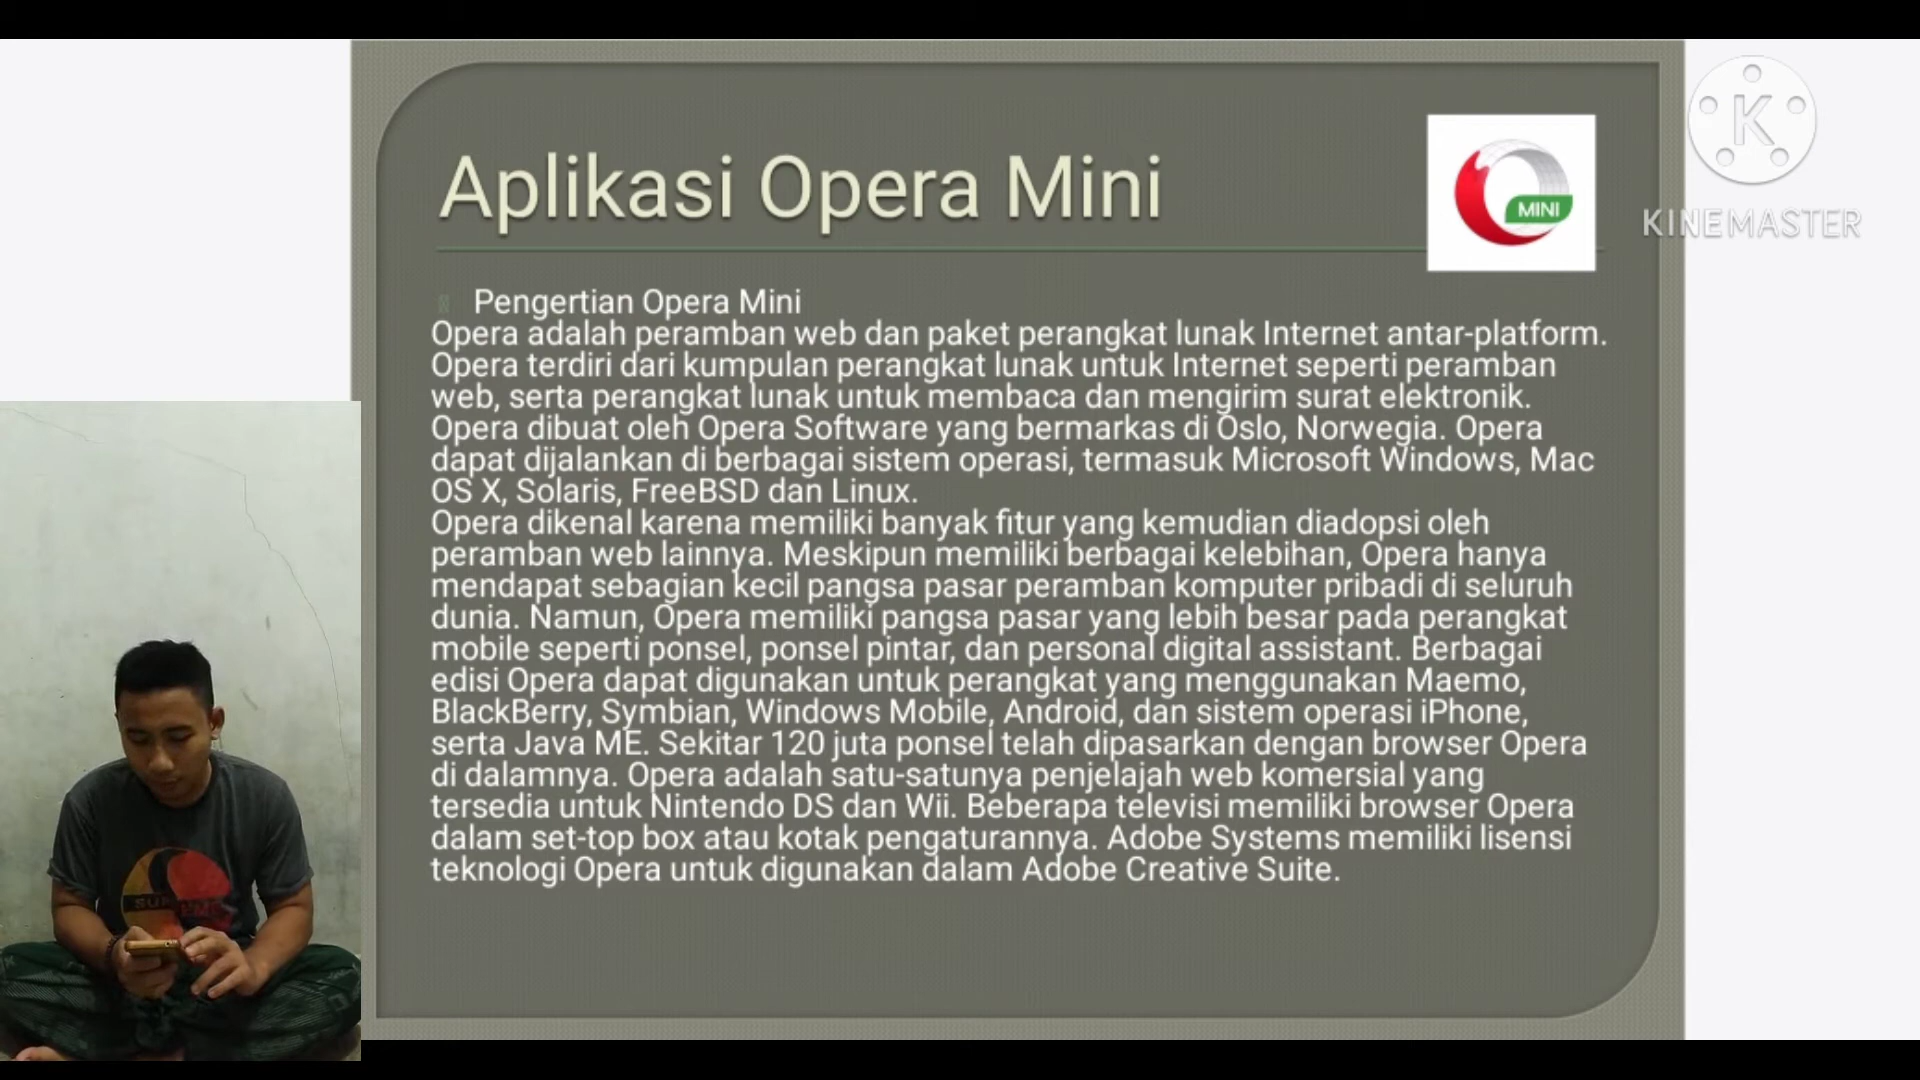 Aplikasi Opera Mini
MINI
K
KINEMASTER
Pengertian Opera Mini
Opera adalah peramban web dan paket perangkat lunak Internet antar-platform.
Opera terdiri dari kumpulan perangkat lunak untuk Internet seperti peramban
web, serta perangkat lunak untuk membaca dan mengirim surat elektronik.
Opera dibuat oleh Opera Software yang bermarkas di Oslo, Norwegia. Opera
dapat dijalankan di berbagai sistem operasi, termasuk Microsoft Windows, Mac
OS X, Solaris, FreeBSD dan Linux.
Opera dikenal karena memiliki banyak fitur yang kemudian diadopsi oleh
peramban web lainnya. Meskipun memiliki berbagai kelebihan, Opera hanya
mendapat sebagian kecil pangsa pasar peramban komputer pribadi di seluruh
dunia. Namun, Opera memiliki pangsa pasar yang lebih besar pada perangkat
mobile seperti ponsel, ponsel pintar, dan personal digital assistant. Berbagai
edisi Opera dapat digunakan untuk perangkat yang menggunakan Maemo,
BlackBerry, Symbian, Windows Mobile, Android, dan sistem operasi iPhone,
serta Java ME. Sekitar 120 juta ponsel telah dipasarkan dengan browser Opera
di dalamnya. Opera adalah satu-satunya penjelajah web komersial yang
tersedia untuk Nintendo DS dan Wii. Beberapa televisi memiliki browser Opera
dalam set-top box atau kotak pengaturannya. Adobe Systems memiliki lisensi
teknologi Opera untuk digunakan dalam Adobe Creative Suite.